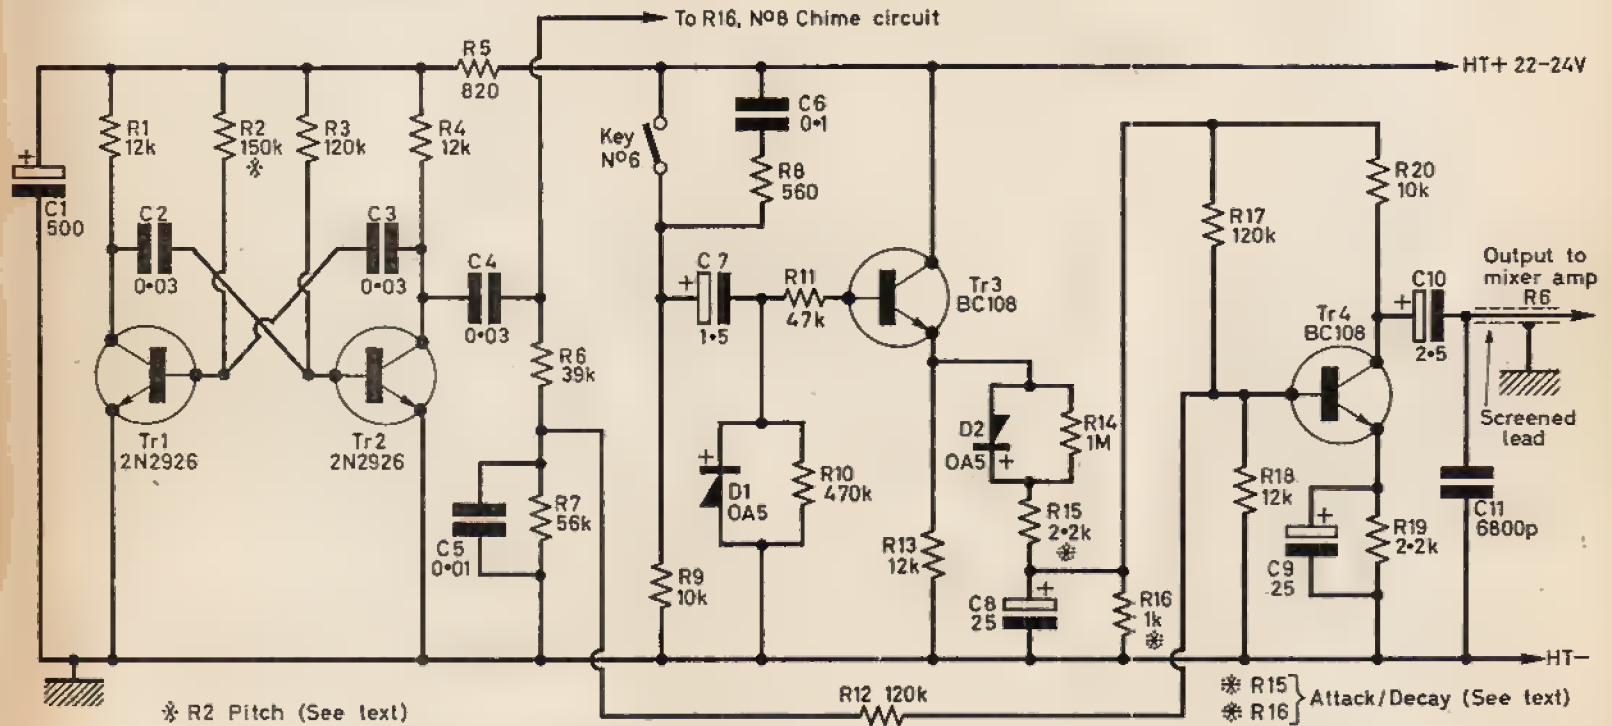 To R16, Nº8 Chime circuit
HT+ 22-24V
R5
820
R1
12k
R2
150k
※
R3
120k
R4
12k
+
C1
500
C2
0·03
C3
0·03
C4
0·03
Tr1
2N2926
Tr2
2N2926
R6
39k
R7
56k
C5
0·01
Key
Nº6
C6
0·1
R8
560
+
C7
1·5
R11
47k
Tr3
BC108
+
D1
OA5
R10
470k
R9
10k
R13
12k
D2
OA5
+
R14
1M
R15
2·2k
※
+
C8
25
R16
1k
※
R17
120k
R20
10k
Tr4
BC108
+
C10
2·5
Output to
mixer amp
R6
Screened
lead
R18
12k
+
C9
25
R19
2·2k
C11
6800p
HT-
R12 120k
※ R2 Pitch (See text)
※ R15
※ R16
Attack/Decay (See text)